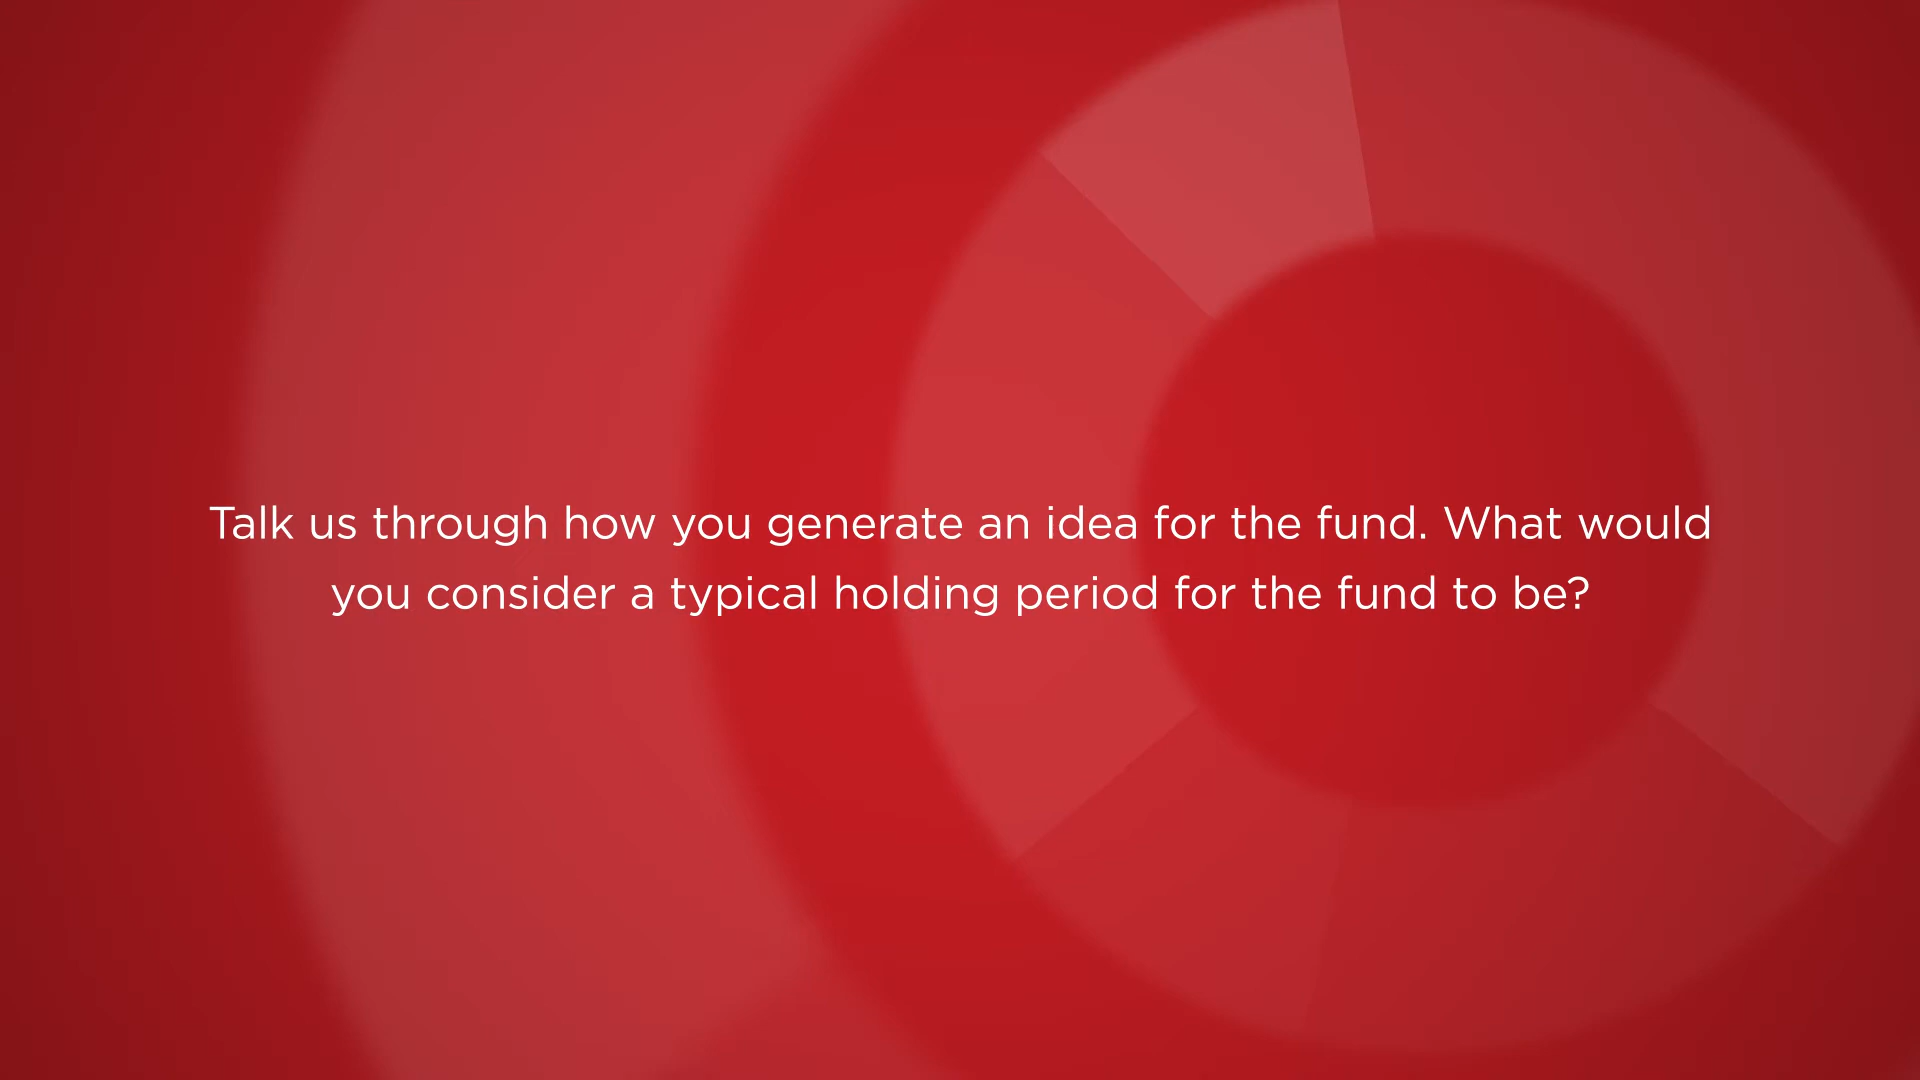 Talk us through how you generate an idea for the fund. What would
you consider a typical holding period for the fund to be?